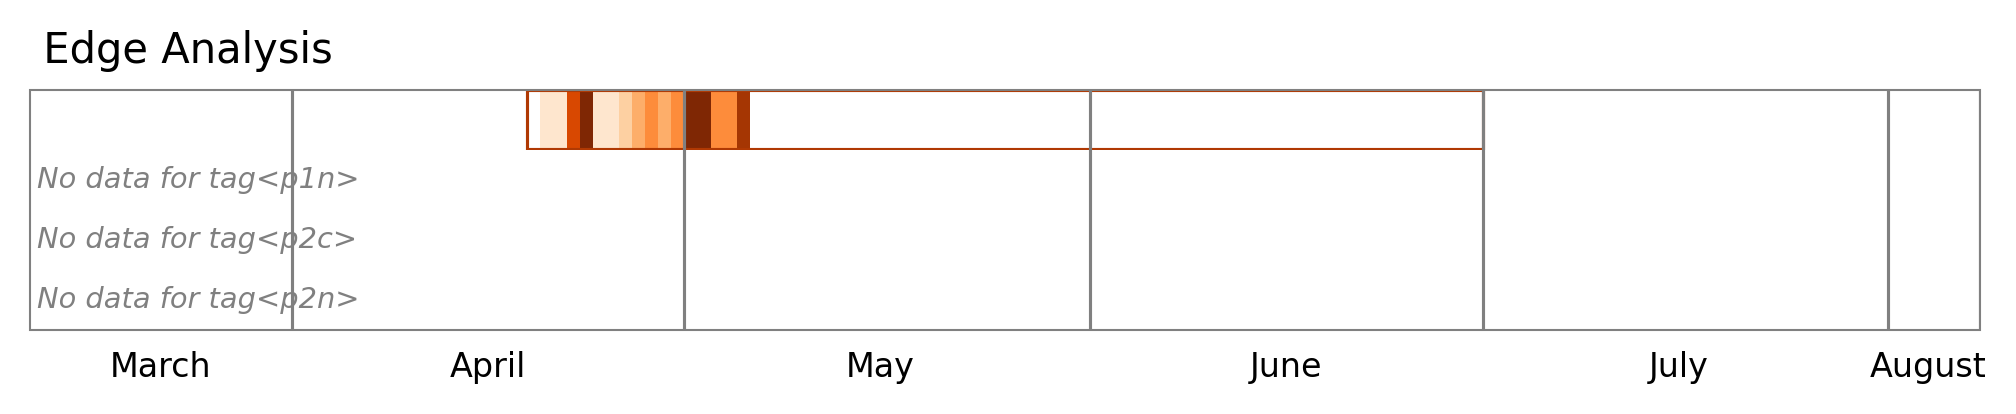 Edge Analysis
No data for tag<p1n>
No data for tag<p2c>
No data for tag<p2n>
March April May June July August